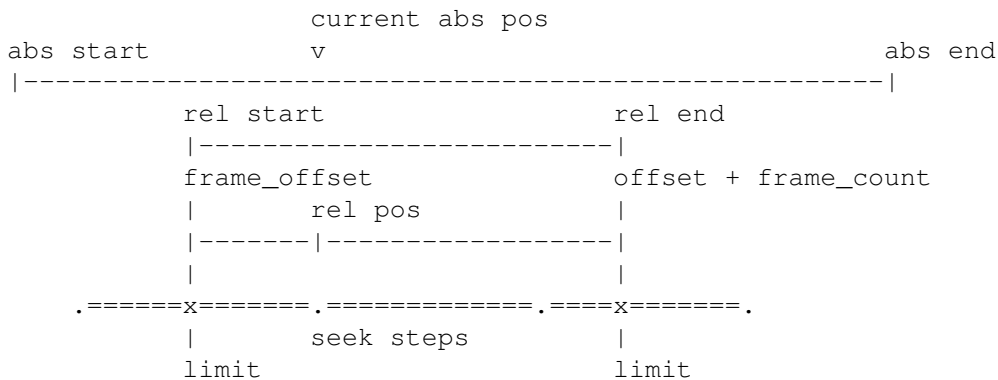 current abs pos
abs start v abs end
|-------------------------------------------------------|
rel start rel end
|--------------------------|
frame_offset offset + frame_count
| rel pos |
|-------|------------------|
| |
.======x=======.=============.====x=======.
| seek steps |
limit limit